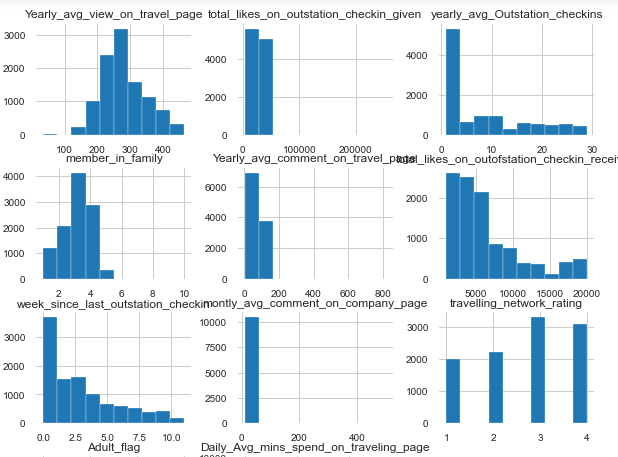 Yearly_avg_view_on_travel_page total_likes_on_outstation_checkin_given yearly_avg_Outstation_checkins
3000
2000
1000
0
100 200 300 400
4000
2000
0
0 100000 200000
4000
2000
0
0 10 20 30
member_in_family Yearly_avg_comment_on_travel_page total_likes_on_outofstation_checkin_receiv
4000
3000
2000
1000
0
2 4 6 8 10
6000
4000
2000
0
0 200 400 600 800
2000
1000
0
5000 10000 15000 20000
week_since_last_outstation_checkin montly_avg_comment_on_company_page travelling_network_rating
3000
2000
1000
0
0.0 2.5 5.0 7.5 10.0
10000
7500
5000
2500
0
0 200 400
3000
2000
1000
0
1 2 3 4
Adult_flag Daily_Avg_mins_spend_on_traveling_page